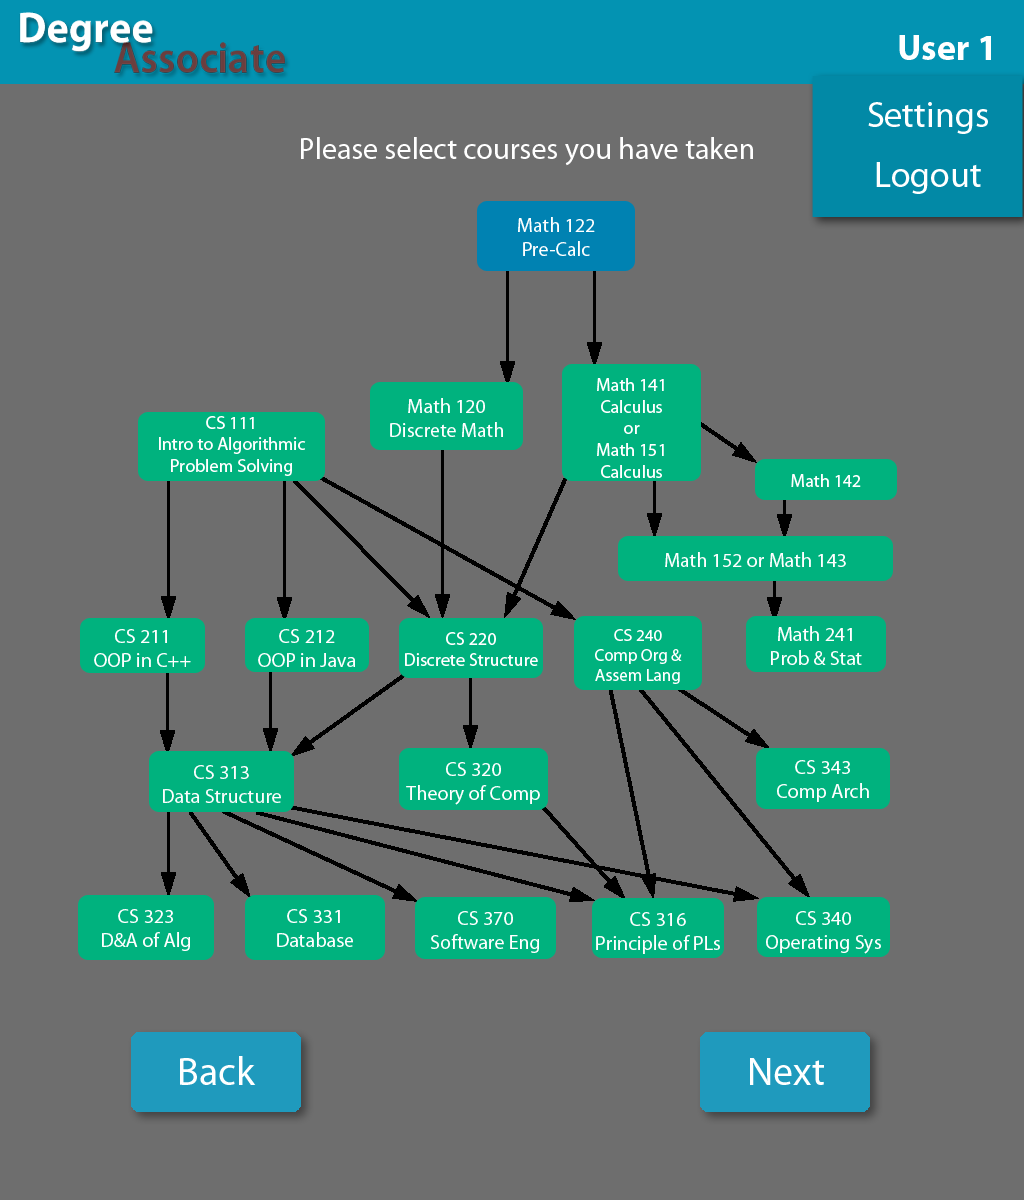 Degree
Associate
User 1
Settings
Logout
Please select courses you have taken
Math 122
Pre-Calc
Math 120
Discrete Math
Math 141
Calculus
or
Math 151
Calculus
CS 111
Intro to Algorithmic
Problem Solving
Math 142
Math 152 or Math 143
CS 211
OOP in C++
CS 212
OOP in Java
CS 220
Discrete Structure
CS 240
Comp Org &
Assem Lang
Math 241
Prob & Stat
CS 313
Data Structure
CS 320
Theory of Comp
CS 343
Comp Arch
CS 323
D&A of Alg
CS 331
Database
CS 370
Software Eng
CS 316
Principle of PLs
CS 340
Operating Sys
Back
Next